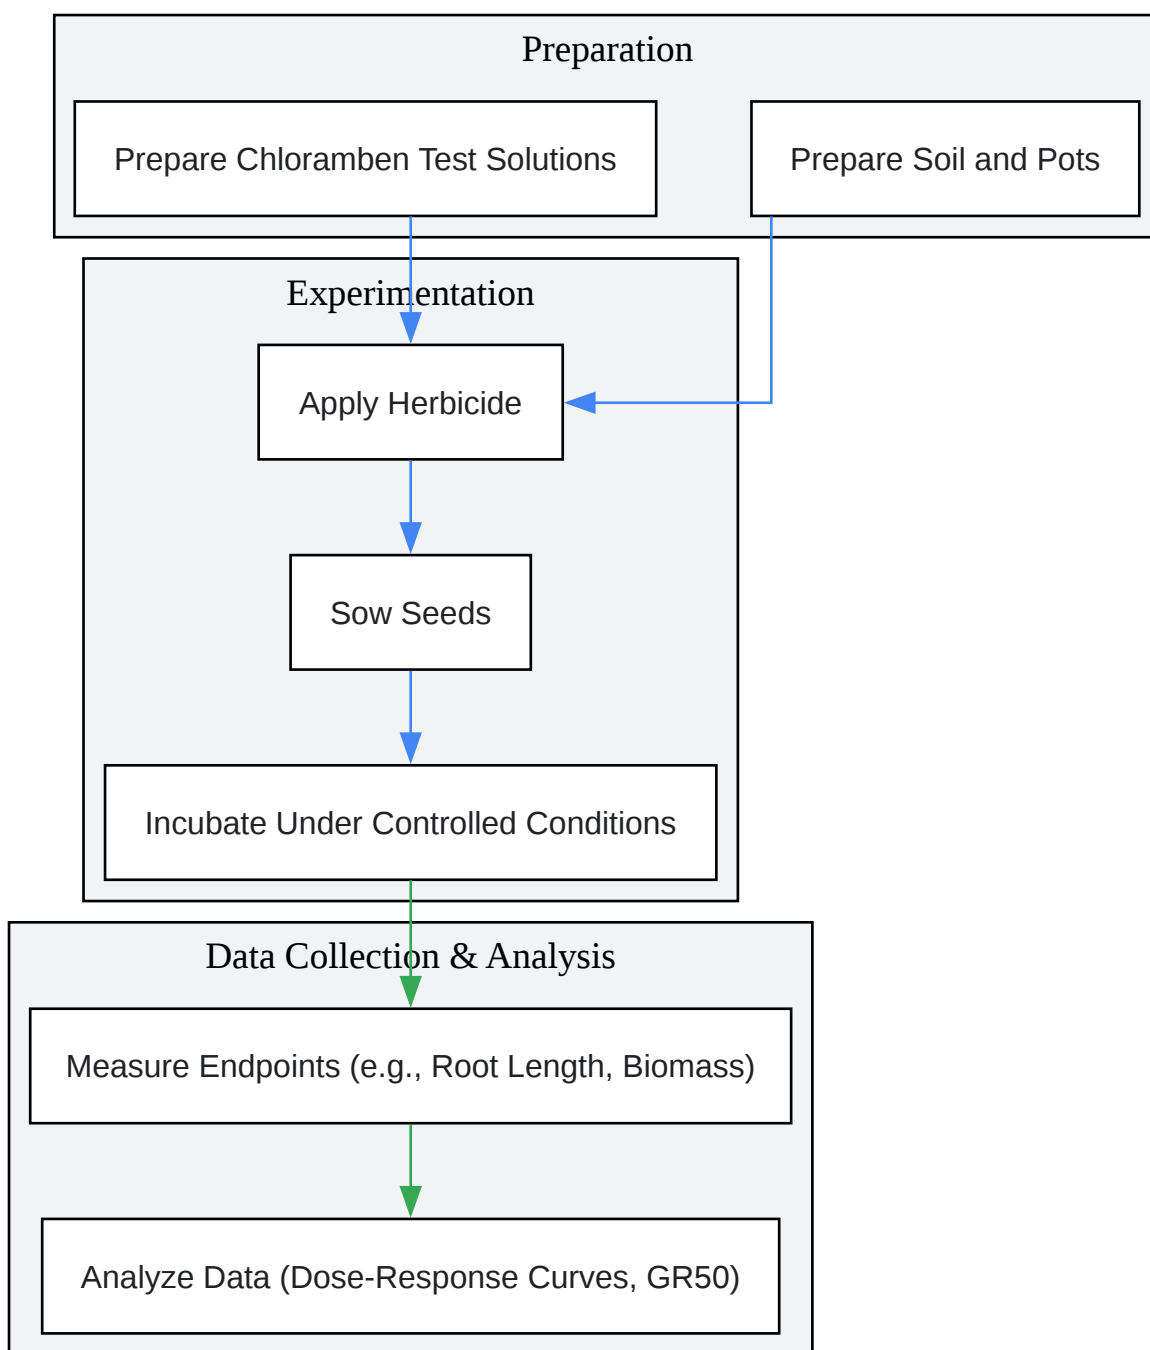 Preparation
Prepare Chloramben Test Solutions
Prepare Soil and Pots
Experimentation
Apply Herbicide
Sow Seeds
Incubate Under Controlled Conditions
Data Collection & Analysis
Measure Endpoints (e.g., Root Length, Biomass)
Analyze Data (Dose-Response Curves, GR50)